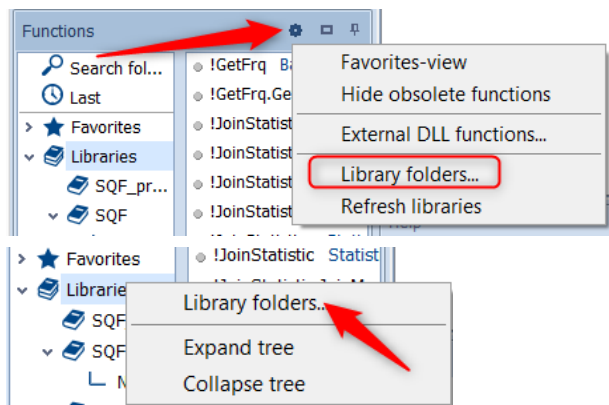 Functions
Search fol...
Last
Favorites
Libraries
SQF_pr...
SQF
!GetFrq Ba
!GetFrq.Ge
!JoinStatist
!JoinStatist
!JoinStatist
!JoinStatist
Favorites-view
Hide obsolete functions
External DLL functions...
Library folders...
Refresh libraries
Favorites
Librarie
SQF
SQF
!JoinStatistic Statist
Library folders...
Expand tree
Collapse tree